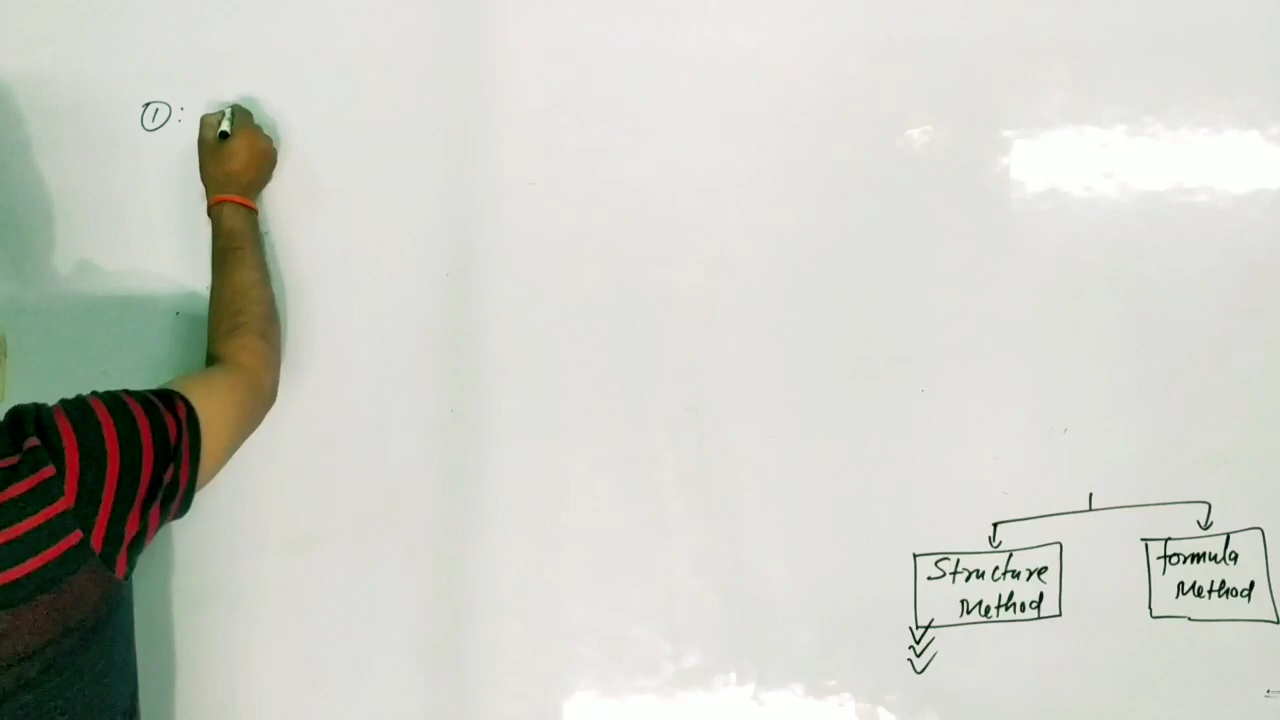 ① :
Structure
Method
formula
Method